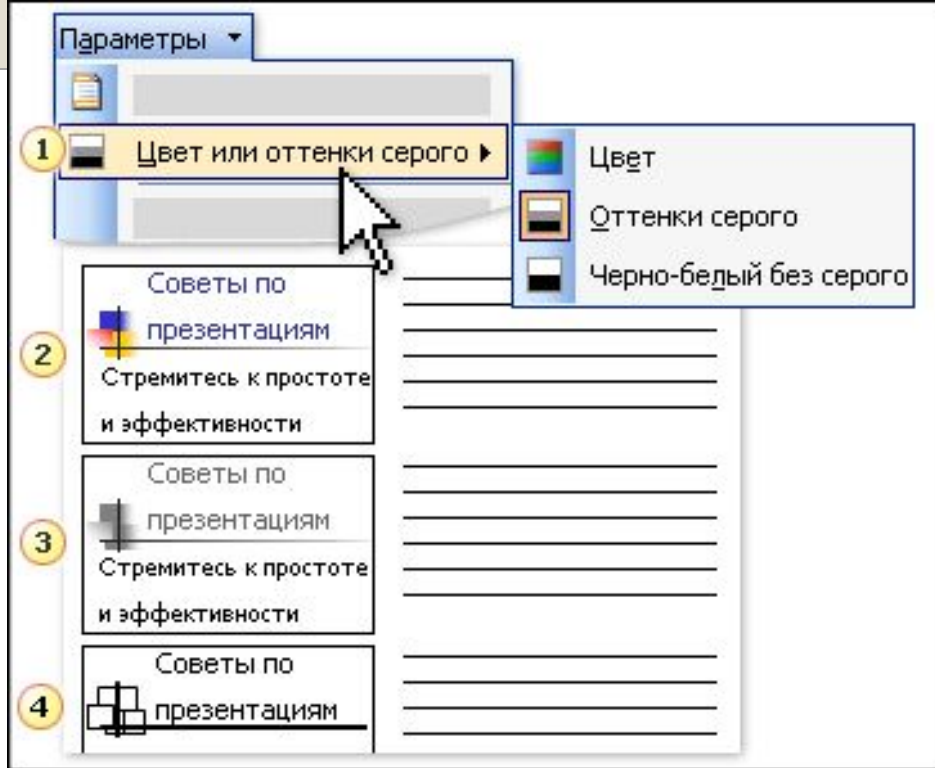 Параметры
1
Цвет или оттенки серого
Цвет
Оттенки серого
Черно-белый без серого
2
Советы по
презентациям
Стремитесь к простоте
и эффективности
3
Советы по
презентациям
Стремитесь к простоте
и эффективности
4
Советы по
презентациям